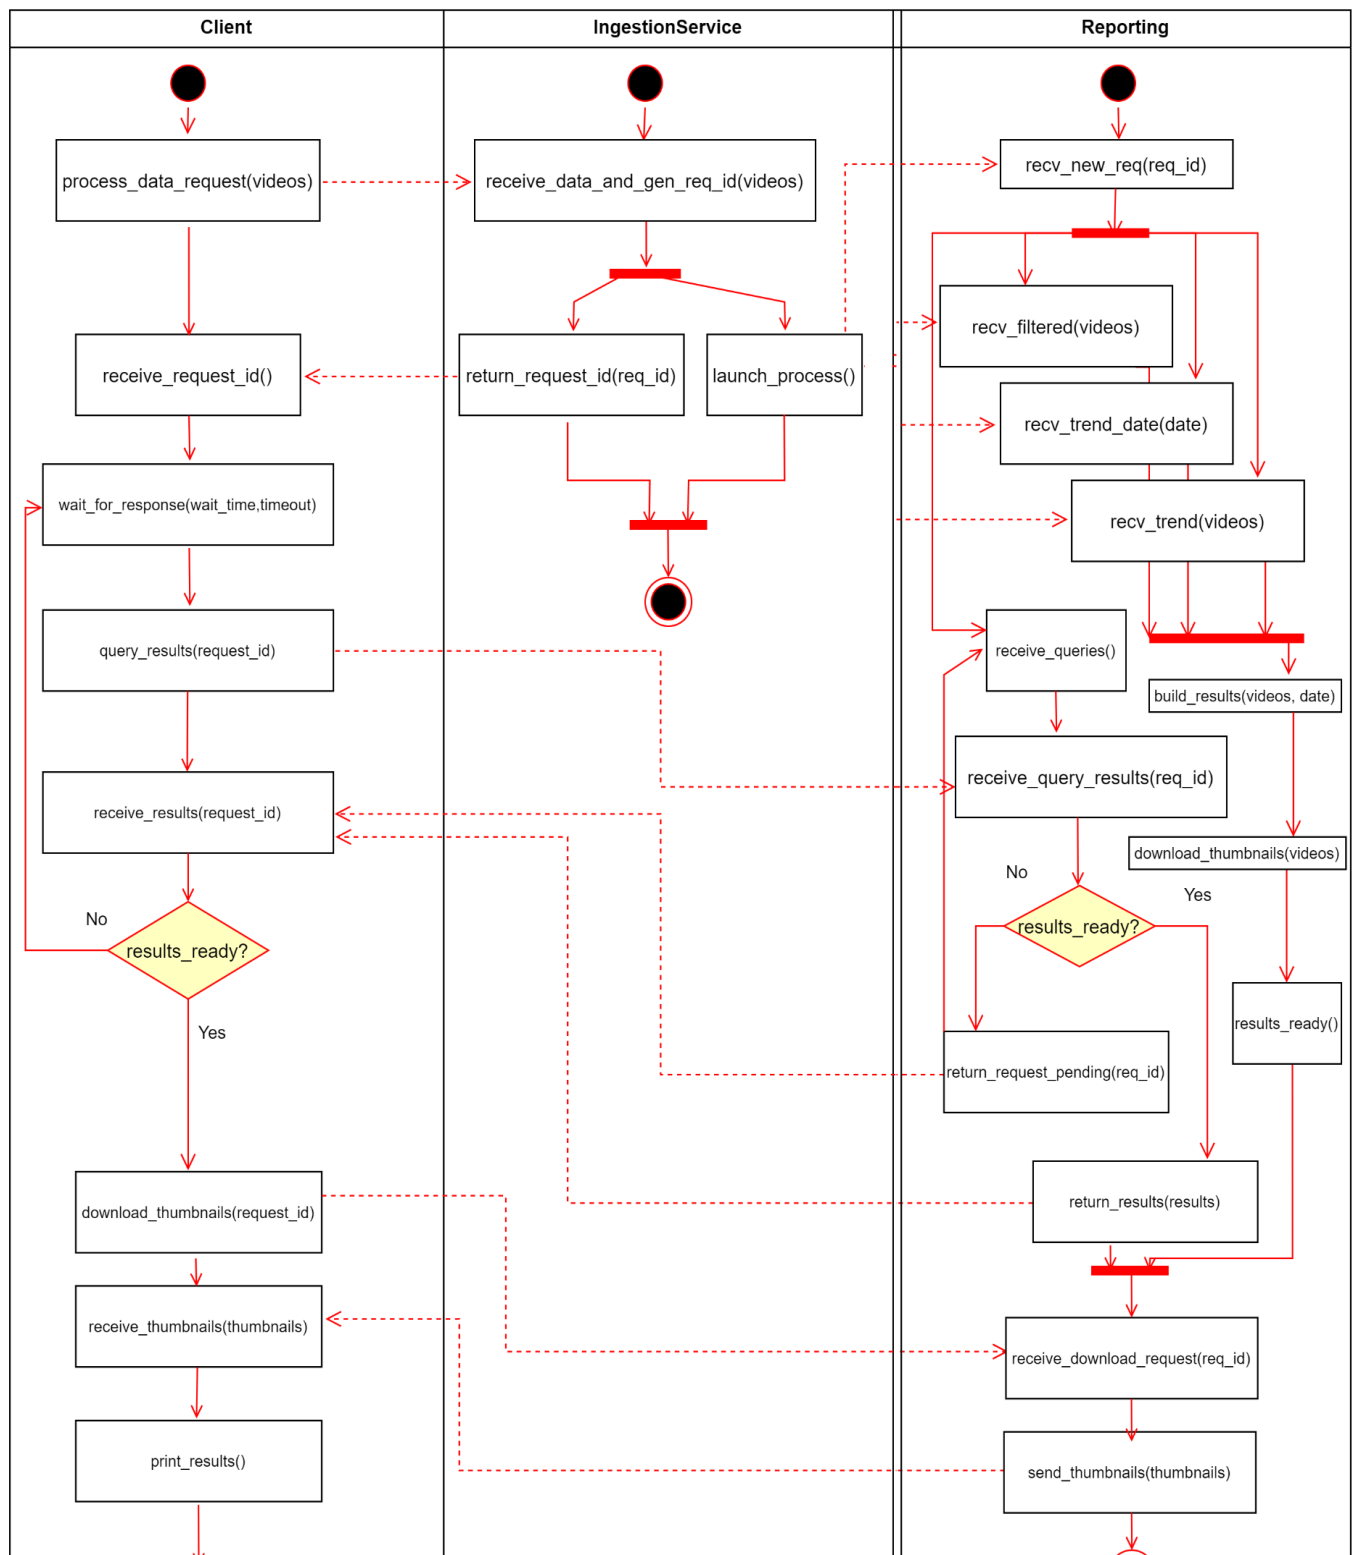 Client
IngestionService
Reporting
process_data_request(videos)
receive_data_and_gen_req_id(videos)
recv_new_req(req_id)
recv_filtered(videos)
receive_request_id()
return_request_id(req_id)
launch_process()
recv_trend_date(date)
wait_for_response(wait_time,timeout)
recv_trend(videos)
query_results(request_id)
receive_queries()
build_results(videos, date)
receive_query_results(req_id)
receive_results(request_id)
download_thumbnails(videos)
No
Yes
No
results_ready?
results_ready?
Yes
results_ready()
return_request_pending(req_id)
download_thumbnails(request_id)
return_results(results)
receive_thumbnails(thumbnails)
receive_download_request(req_id)
print_results()
send_thumbnails(thumbnails)